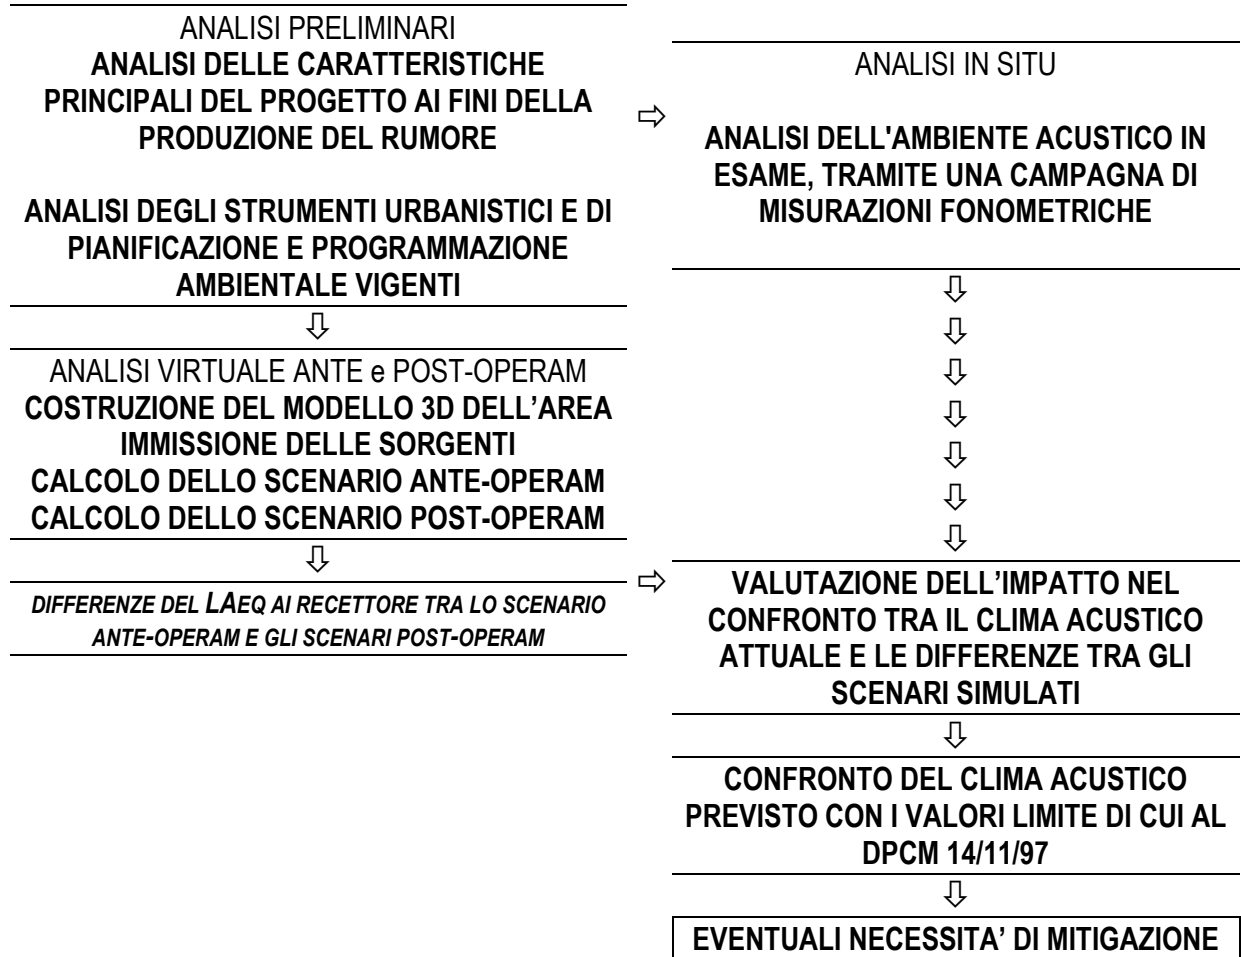 ANALISI PRELIMINARI
ANALISI DELLE CARATTERISTICHE
PRINCIPALI DEL PROGETTO AI FINI DELLA
PRODUZIONE DEL RUMORE
ANALISI DEGLI STRUMENTI URBANISTICI E DI
PIANIFICAZIONE E PROGRAMMAZIONE
AMBIENTALE VIGENTI
⇨
ANALISI IN SITU
ANALISI DELL'AMBIENTE ACUSTICO IN
ESAME, TRAMITE UNA CAMPAGNA DI
MISURAZIONI FONOMETRICHE
⇩
⇩
⇩
⇩
⇩
⇩
⇩
⇩
ANALISI VIRTUALE ANTE e POST-OPERAM
COSTRUZIONE DEL MODELLO 3D DELL’AREA
IMMISSIONE DELLE SORGENTI
CALCOLO DELLO SCENARIO ANTE-OPERAM
CALCOLO DELLO SCENARIO POST-OPERAM
⇩
DIFFERENZE DEL LAEQ AI RECETTORE TRA LO SCENARIO
ANTE-OPERAM E GLI SCENARI POST-OPERAM
⇨
VALUTAZIONE DELL’IMPATTO NEL
CONFRONTO TRA IL CLIMA ACUSTICO
ATTUALE E LE DIFFERENZE TRA GLI
SCENARI SIMULATI
⇩
CONFRONTO DEL CLIMA ACUSTICO
PREVISTO CON I VALORI LIMITE DI CUI AL
DPCM 14/11/97
⇩
EVENTUALI NECESSITA’ DI MITIGAZIONE